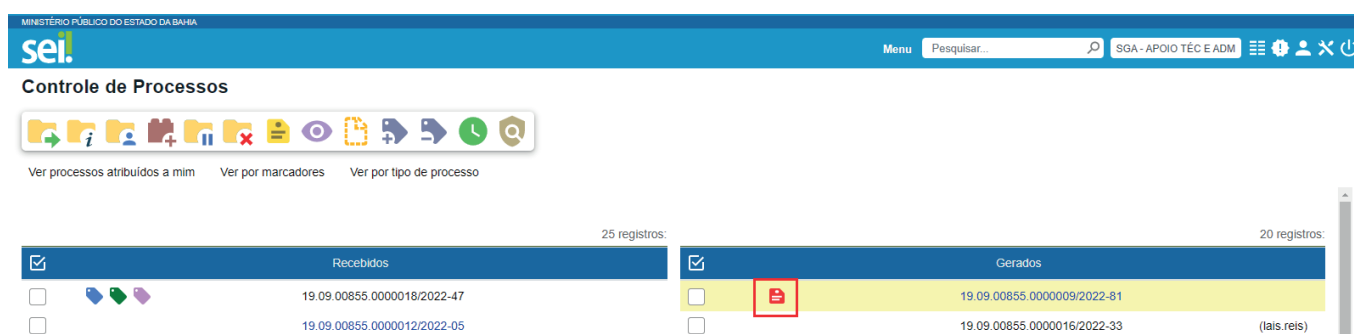 MINISTÉRIO PÚBLICO DO ESTADO DA BAHIA
sei!
Menu Pesquisar... SGA - APOIO TÉC E ADM
Controle de Processos
Ver processos atribuídos a mim Ver por marcadores Ver por tipo de processo
25 registros: 20 registros:
Recebidos Gerados
19.09.00855.0000018/2022-47 19.09.00855.0000009/2022-81
19.09.00855.0000012/2022-05 19.09.00855.0000016/2022-33 (lais.reis)